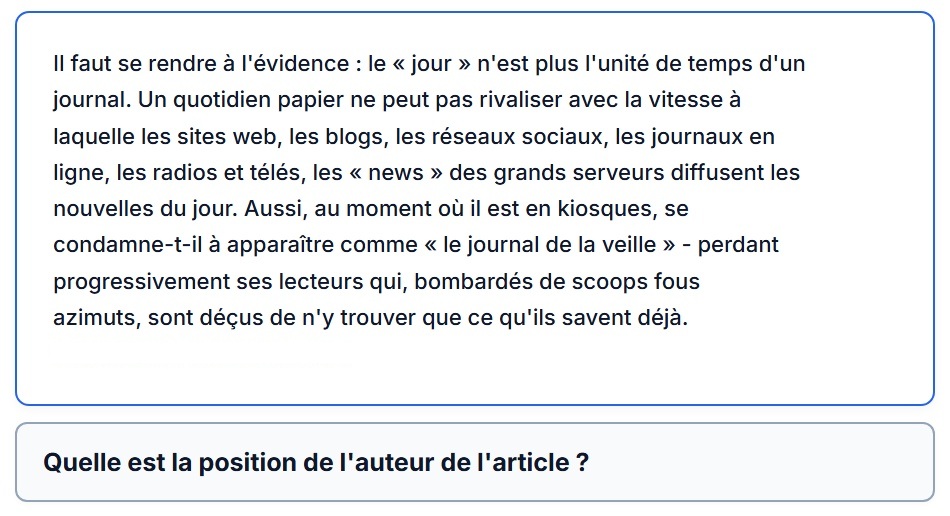 Il faut se rendre à l'évidence : le « jour » n'est plus l'unité de temps d'un
journal. Un quotidien papier ne peut pas rivaliser avec la vitesse à
laquelle les sites web, les blogs, les réseaux sociaux, les journaux en
ligne, les radios et télés, les « news » des grands serveurs diffusent les
nouvelles du jour. Aussi, au moment où il est en kiosques, se
condamne-t-il à apparaître comme « le journal de la veille » - perdant
progressivement ses lecteurs qui, bombardés de scoops fous
azimuts, sont déçus de n'y trouver que ce qu'ils savent déjà.
Quelle est la position de l'auteur de l'article ?